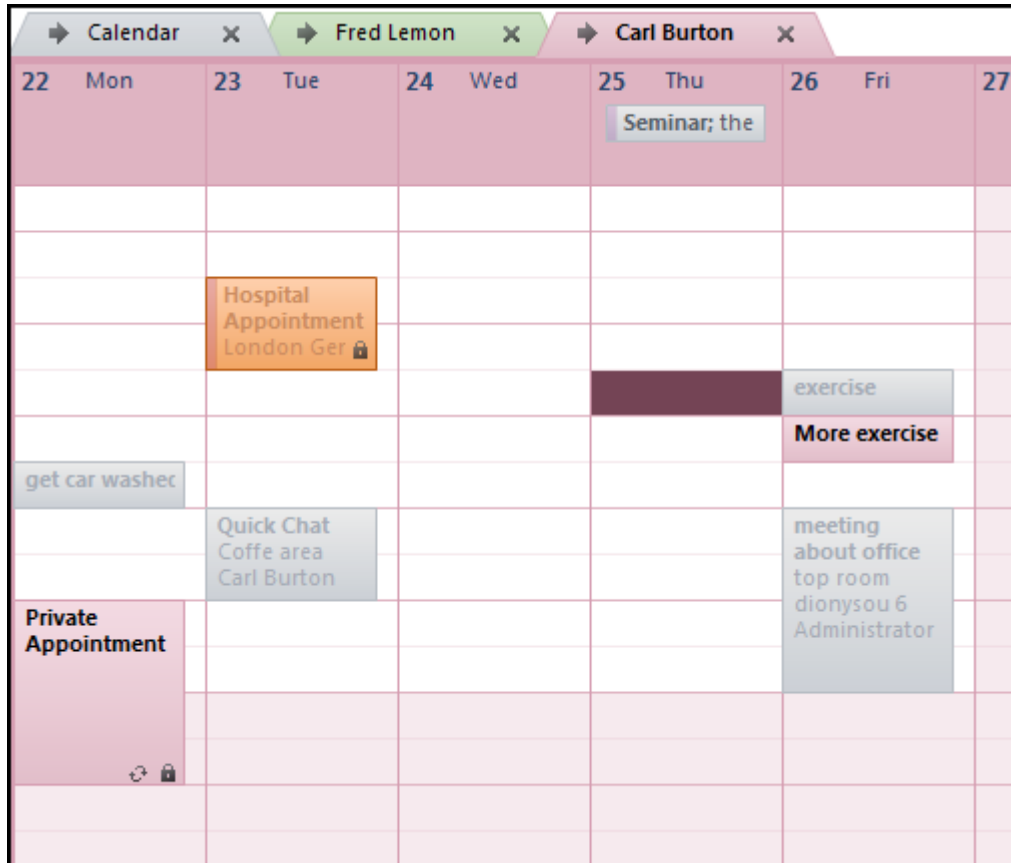 Calendar
Fred Lemon
Carl Burton
22 Mon
23 Tue
24 Wed
25 Thu
26 Fri
27
Seminar; the
Hospital
Appointment
London Ger
exercise
More exercise
get car washed
Quick Chat
Coffe area
Carl Burton
meeting
about office
top room
dionysou 6
Administrator
Private
Appointment